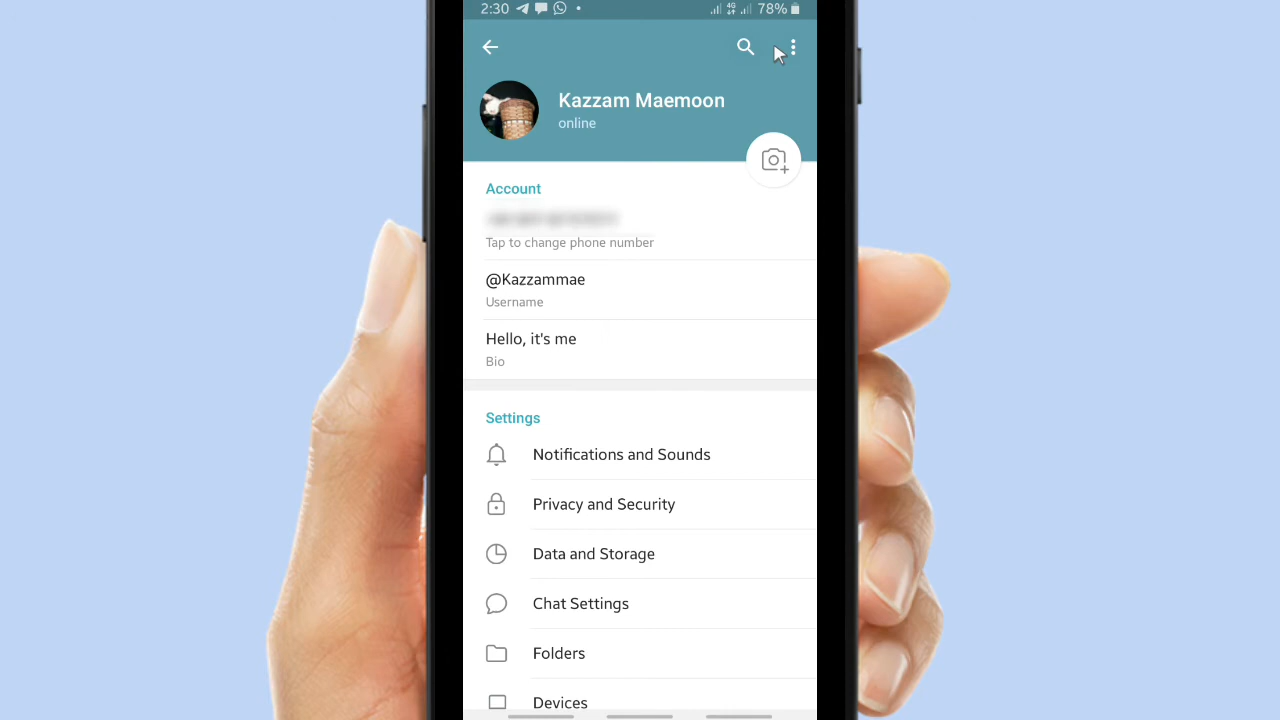 2:30 78%
Kazzam Maemoon
online
Account
Tap to change phone number
@Kazzammae
Username
Hello, it's me
Bio
Settings
Notifications and Sounds
Privacy and Security
Data and Storage
Chat Settings
Folders
Devices